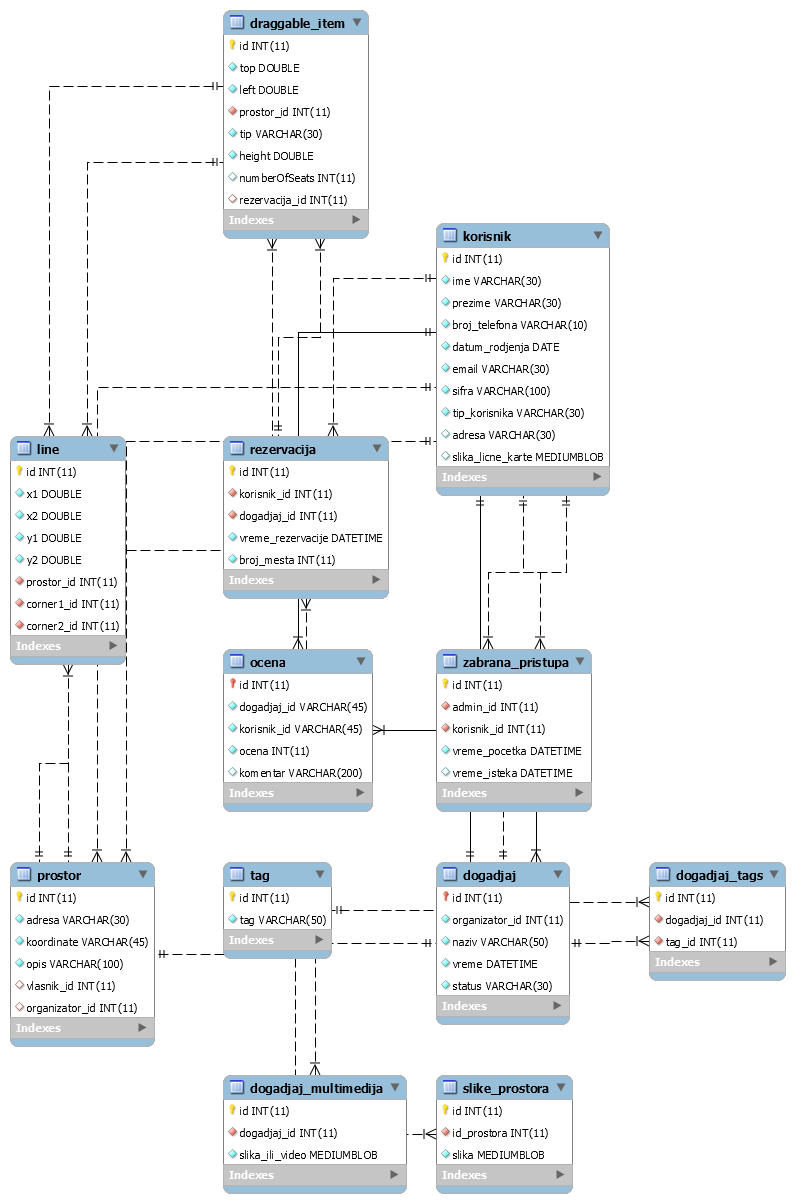 draggable_item
id INT(11)
top DOUBLE
left DOUBLE
prostor_id INT(11)
tip VARCHAR(30)
height DOUBLE
numberOfSeats INT(11)
rezervacija_id INT(11)
Indexes
korisnik
id INT(11)
ime VARCHAR(30)
prezime VARCHAR(30)
broj_telefona VARCHAR(10)
datum_rodjenja DATE
email VARCHAR(30)
sifra VARCHAR(100)
tip_korisnika VARCHAR(30)
adresa VARCHAR(30)
slika_licne_karte MEDIUMBLOB
Indexes
line
id INT(11)
x1 DOUBLE
x2 DOUBLE
y1 DOUBLE
y2 DOUBLE
prostor_id INT(11)
corner1_id INT(11)
corner2_id INT(11)
Indexes
rezervacija
id INT(11)
korisnik_id INT(11)
dogadjaj_id INT(11)
vreme_rezervacije DATETIME
broj_mesta INT(11)
Indexes
ocena
id INT(11)
dogadjaj_id VARCHAR(45)
korisnik_id VARCHAR(45)
ocena INT(11)
komentar VARCHAR(200)
Indexes
zabrana_pristupa
id INT(11)
admin_id INT(11)
korisnik_id INT(11)
vreme_pocetka DATETIME
vreme_isteka DATETIME
Indexes
prostor
id INT(11)
adresa VARCHAR(30)
koordinate VARCHAR(45)
opis VARCHAR(100)
vlasnik_id INT(11)
organizator_id INT(11)
Indexes
tag
id INT(11)
tag VARCHAR(50)
Indexes
dogadjaj
id INT(11)
organizator_id INT(11)
naziv VARCHAR(50)
vreme DATETIME
status VARCHAR(30)
Indexes
dogadjaj_tags
id INT(11)
dogadjaj_id INT(11)
tag_id INT(11)
Indexes
dogadjaj_multimedija
id INT(11)
dogadjaj_id INT(11)
slika_ili_video MEDIUMBLOB
Indexes
slike_prostora
id INT(11)
id_prostora INT(11)
slika MEDIUMBLOB
Indexes